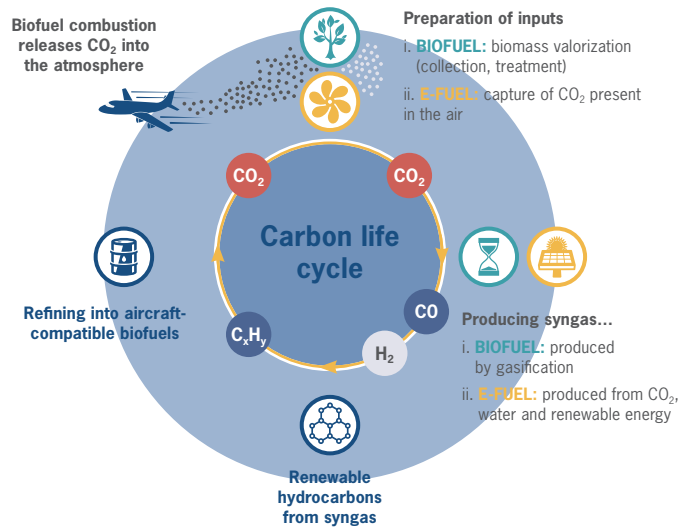 Biofuel combustion
releases CO₂ into
the atmosphere
Preparation of inputs
i. BIOFUEL: biomass valorization
(collection, treatment)
ii. E-FUEL: capture of CO₂ present
in the air
CO₂
CO₂
Carbon life
cycle
CO
H₂
CₓHᵧ
Refining into aircraft-
compatible biofuels
Producing syngas...
i. BIOFUEL: produced
by gasification
ii. E-FUEL: produced from CO₂,
water and renewable energy
Renewable
hydrocarbons
from syngas